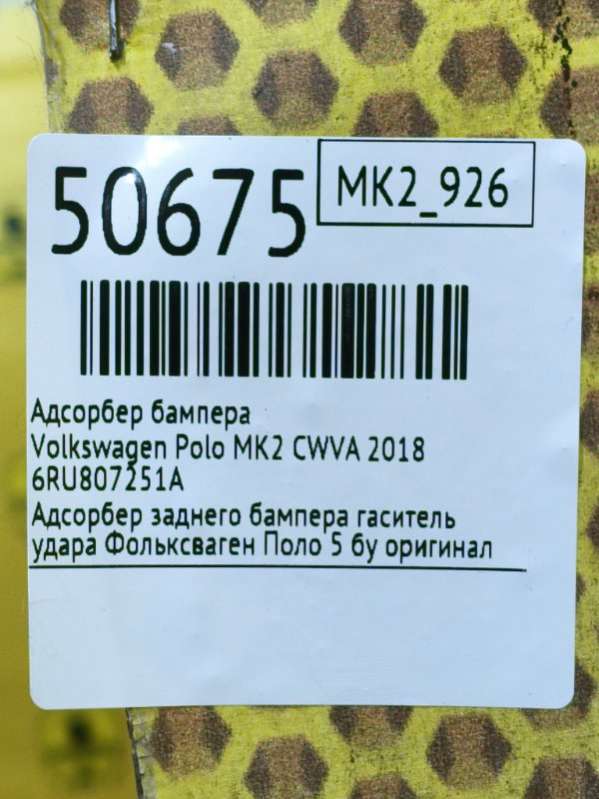 50675
MK2_926
Адсорбер бампера
Volkswagen Polo MK2 CWVA 2018
6RU807251A
Адсорбер заднего бампера гаситель
удара Фольксваген Поло 5 бу оригинал